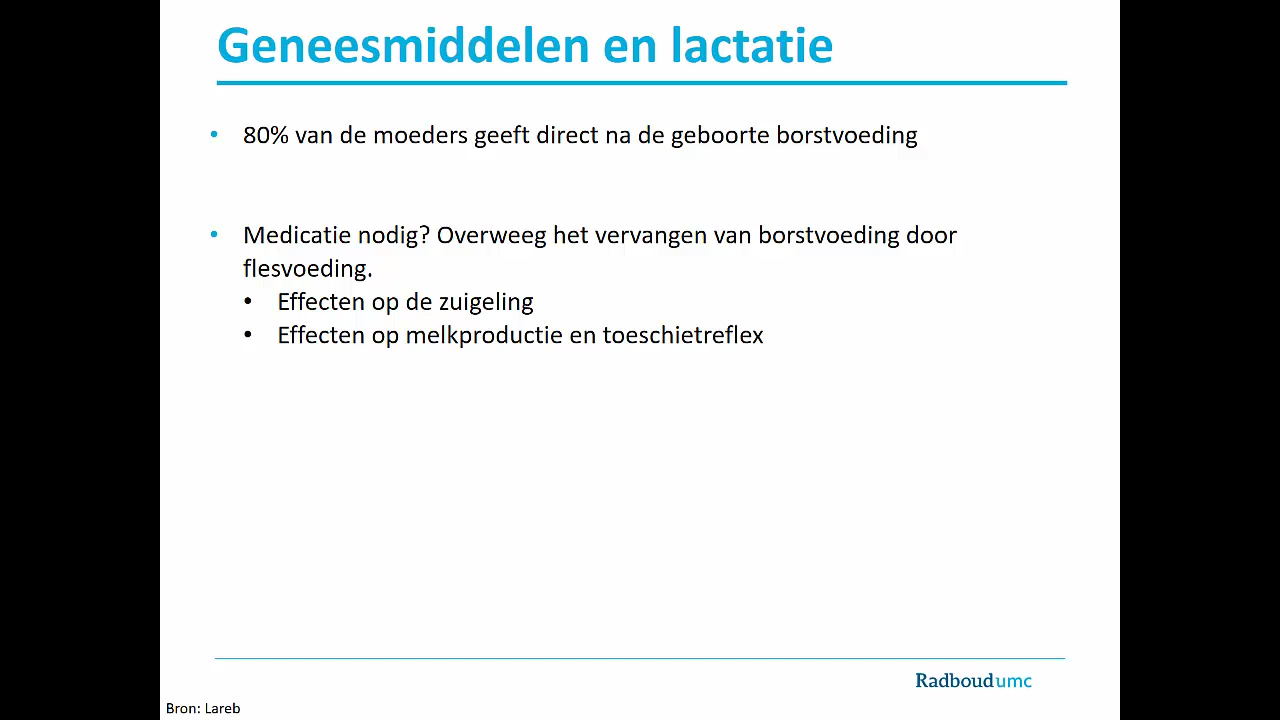 Geneesmiddelen en lactatie
• 80% van de moeders geeft direct na de geboorte borstvoeding
• Medicatie nodig? Overweeg het vervangen van borstvoeding door
flesvoeding.
• Effecten op de zuigeling
• Effecten op melkproductie en toeschietreflex
Radboudumc
Bron: Lareb